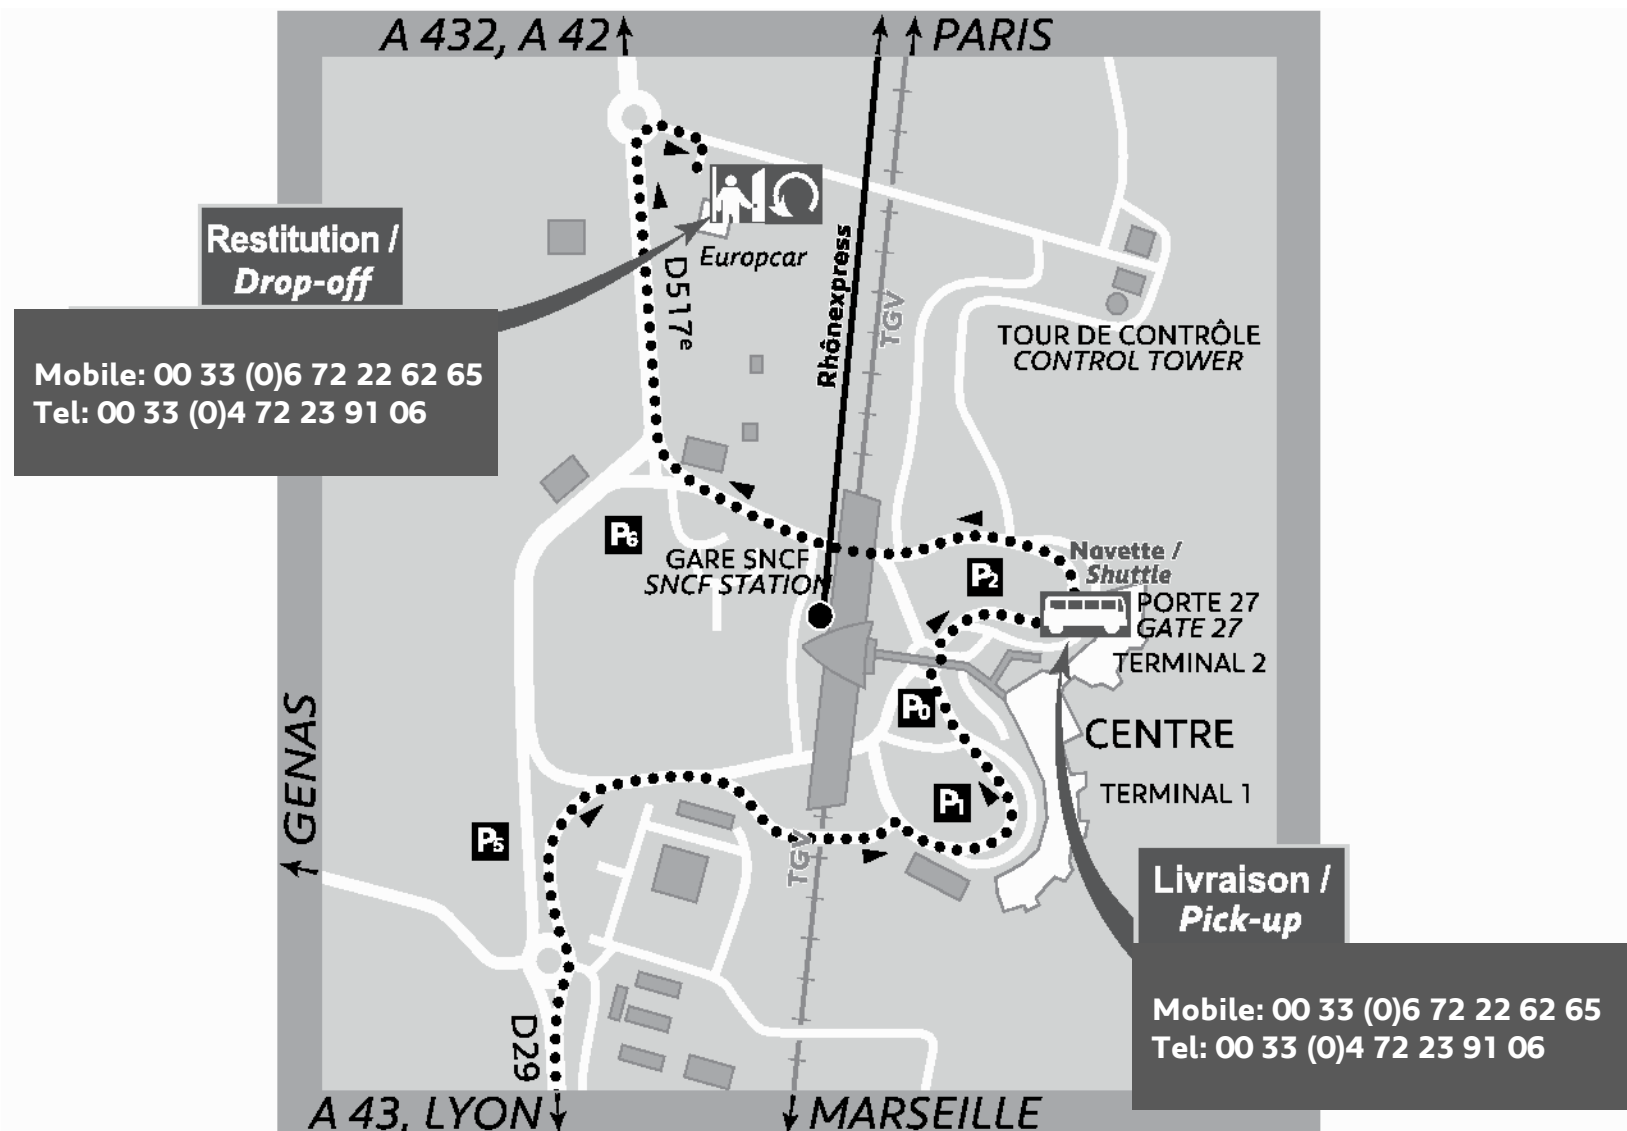 A 432, A 42
PARIS
Restitution /
Drop-off
Mobile: 00 33 (0)6 72 22 62 65
Tel: 00 33 (0)4 72 23 91 06
Europcar
D517e
Rhônexpress
TGV
TOUR DE CONTRÔLE
CONTROL TOWER
P6
GARE SNCF
SNCF STATION
P2
Navette /
Shuttle
PORTE 27
GATE 27
TERMINAL 2
P0
CENTRE
GENAS
P1
TERMINAL 1
P5
TGV
Livraison /
Pick-up
Mobile: 00 33 (0)6 72 22 62 65
Tel: 00 33 (0)4 72 23 91 06
D29
A 43, LYON
MARSEILLE